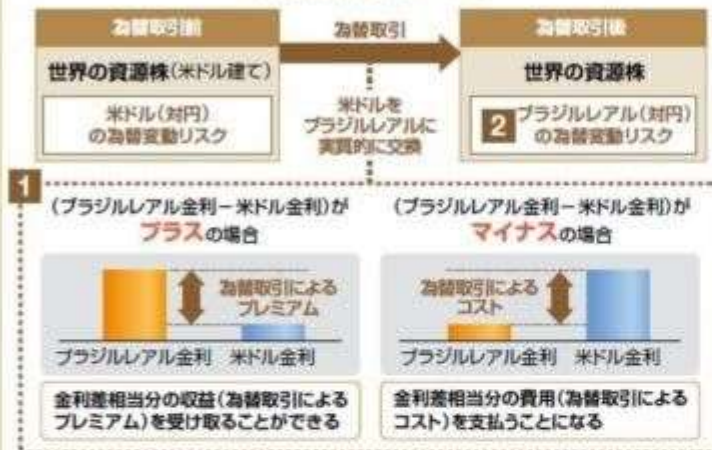 為替取引前
為替取引
為替取引後
世界の資源株(米ドル建て)
世界の資源株
米ドル(対円)
の為替変動リスク
米ドルを
ブラジルレアルに
実質的に交換
2 ブラジルレアル(対円)
の為替変動リスク
1
(ブラジルレアル金利-米ドル金利)が
プラスの場合
(ブラジルレアル金利-米ドル金利)が
マイナスの場合
為替取引による
プレミアム
為替取引による
コスト
ブラジルレアル金利 米ドル金利
ブラジルレアル金利 米ドル金利
金利差相当分の収益(為替取引による
プレミアム)を受け取ることができる
金利差相当分の費用(為替取引による
コスト)を支払うことになる